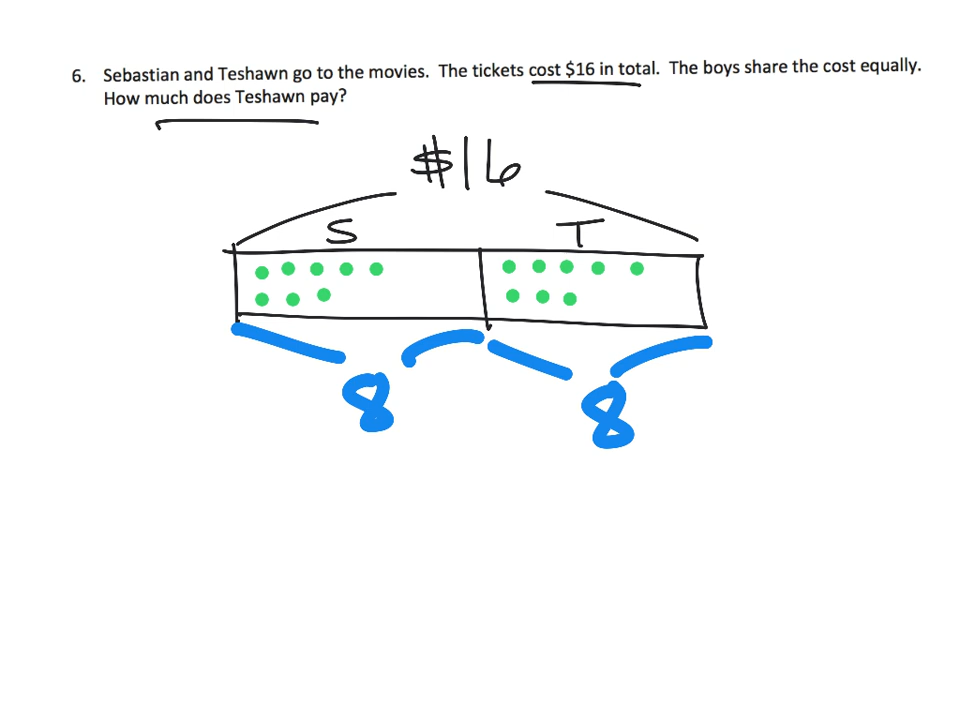 6. Sebastian and Teshawn go to the movies. The tickets cost $16 in total. The boys share the cost equally.
How much does Teshawn pay?
$16
S T
8 8